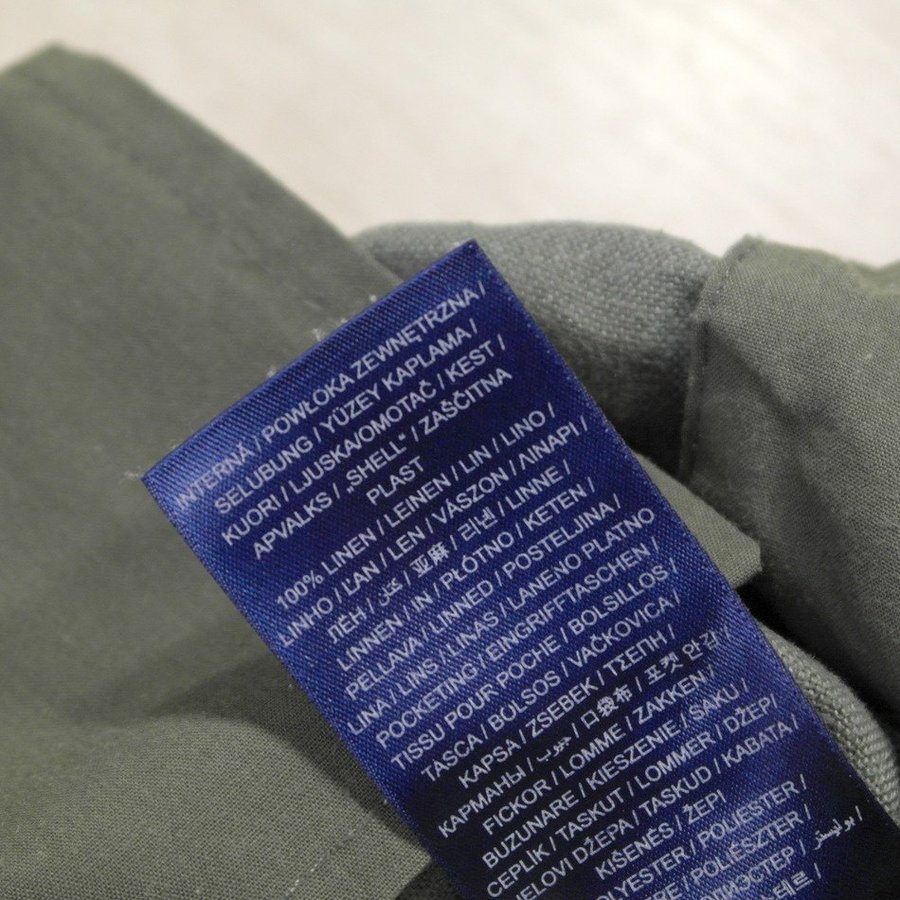 INTERNÁ / POWŁOKA ZEWNĘTRZNA /
SELUBUNG / YÜZEY KAPLAMA /
KUORI / LJUSKA/OMOTAČ / KEST /
APVALKS / „SHELL“ / ZAŠČITNA
PLAST
100% LINEN / LEINEN / LIN / LINO /
LINHO / ĽAN / LEN / VÁSZON / ΛΙΝΑΡΙ /
ЛЁН / كتان / 亚麻 / 리넨 / LINNE /
LINNEN / IN / PŁÓTNO / KETEN /
PELLAVA / LINNED / POSTELJINA /
LINA / LINS / LINAS / LANENO PLATNO
POCKETING / EINGRIFFTASCHEN /
TISSU POUR POCHE / BOLSILLOS /
TASCA / BOLSOS / VAČKOVICA /
KAPSA / ZSEBEK / ΤΣΕΠΗ /
КАРМАНЫ / جيوب / 口袋布 / 포켓 안감 /
FICKOR / LOMME / ZAKKEN /
BUZUNARE / KIESZENIE / SAKU /
CEPLIK / TASKUT / LOMMER / DŽEPI /
DŽEPA / TASKUD / KABATA /
KIŠENĖS / ŽEPI
POLIESTER /
POLIÉSZTER /
بوليستر /